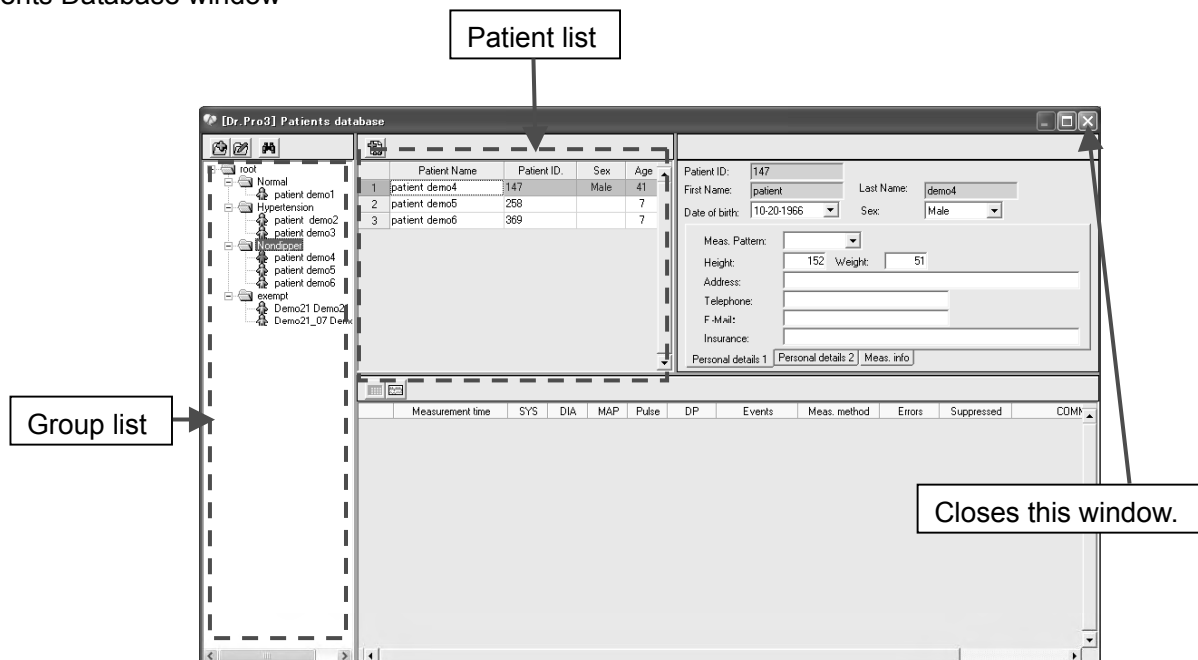 ents Database window
Patient list
[Dr.Pro3] Patients database
root
Normal
patient demo1
Hypertension
patient demo2
patient demo3
Nondipper
patient demo4
patient demo5
patient demo6
exempt
Demo21 Demo2
Demo21_07 Demo
Patient Name Patient ID. Sex Age
1 patient demo4 147 Male 41
2 patient demo5 258 7
3 patient demo6 369 7
Patient ID: 147
First Name: patient Last Name: demo4
Date of birth: 10-20-1966 Sex: Male
Meas. Pattern:
Height: 152 Weight: 51
Address:
Telephone:
E-Mail:
Insurance:
Personal details 1 Personal details 2 Meas. info
Group list
Measurement time SYS DIA MAP Pulse DP Events Meas. method Errors Suppressed COMM
Closes this window.